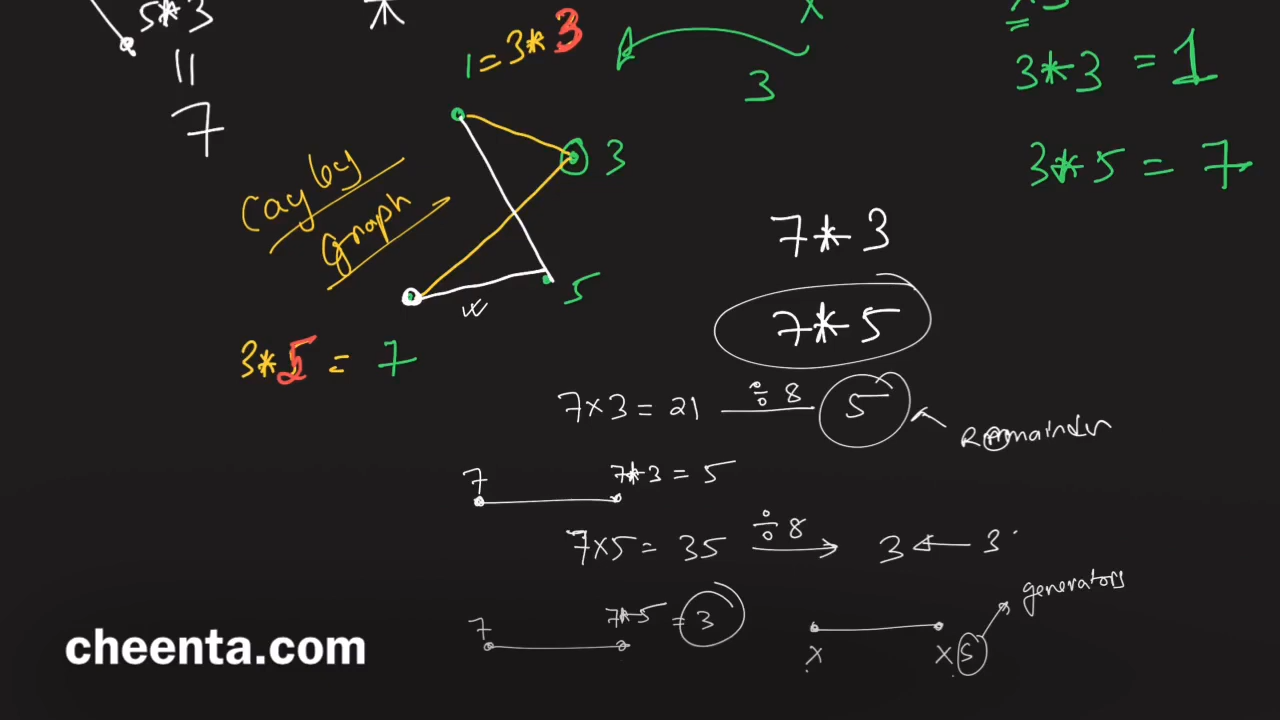 5*3
*
11
7
1 = 3*3
3
x
3*3 = 1
3*5 = 7
3
Cayley
graph
5
w
3*5 = 7
7*3
7*5
7×3 = 21 ÷8 5
Remainder
7 7*3 = 5
7×5 = 35 ÷8 3 ← 3
generators
7 7*5 = 3
x x s
cheenta.com